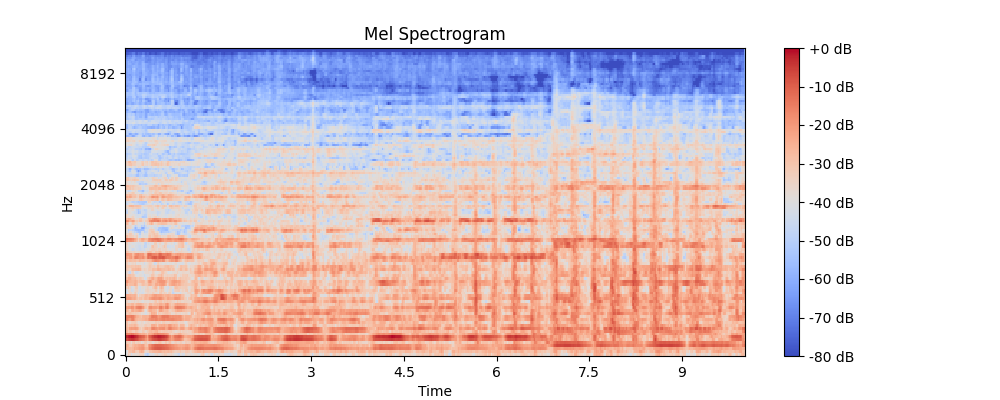 Mel Spectrogram
8192
4096
2048
1024
512
0
Hz
0 1.5 3 4.5 6 7.5 9
Time
+0 dB
-10 dB
-20 dB
-30 dB
-40 dB
-50 dB
-60 dB
-70 dB
-80 dB